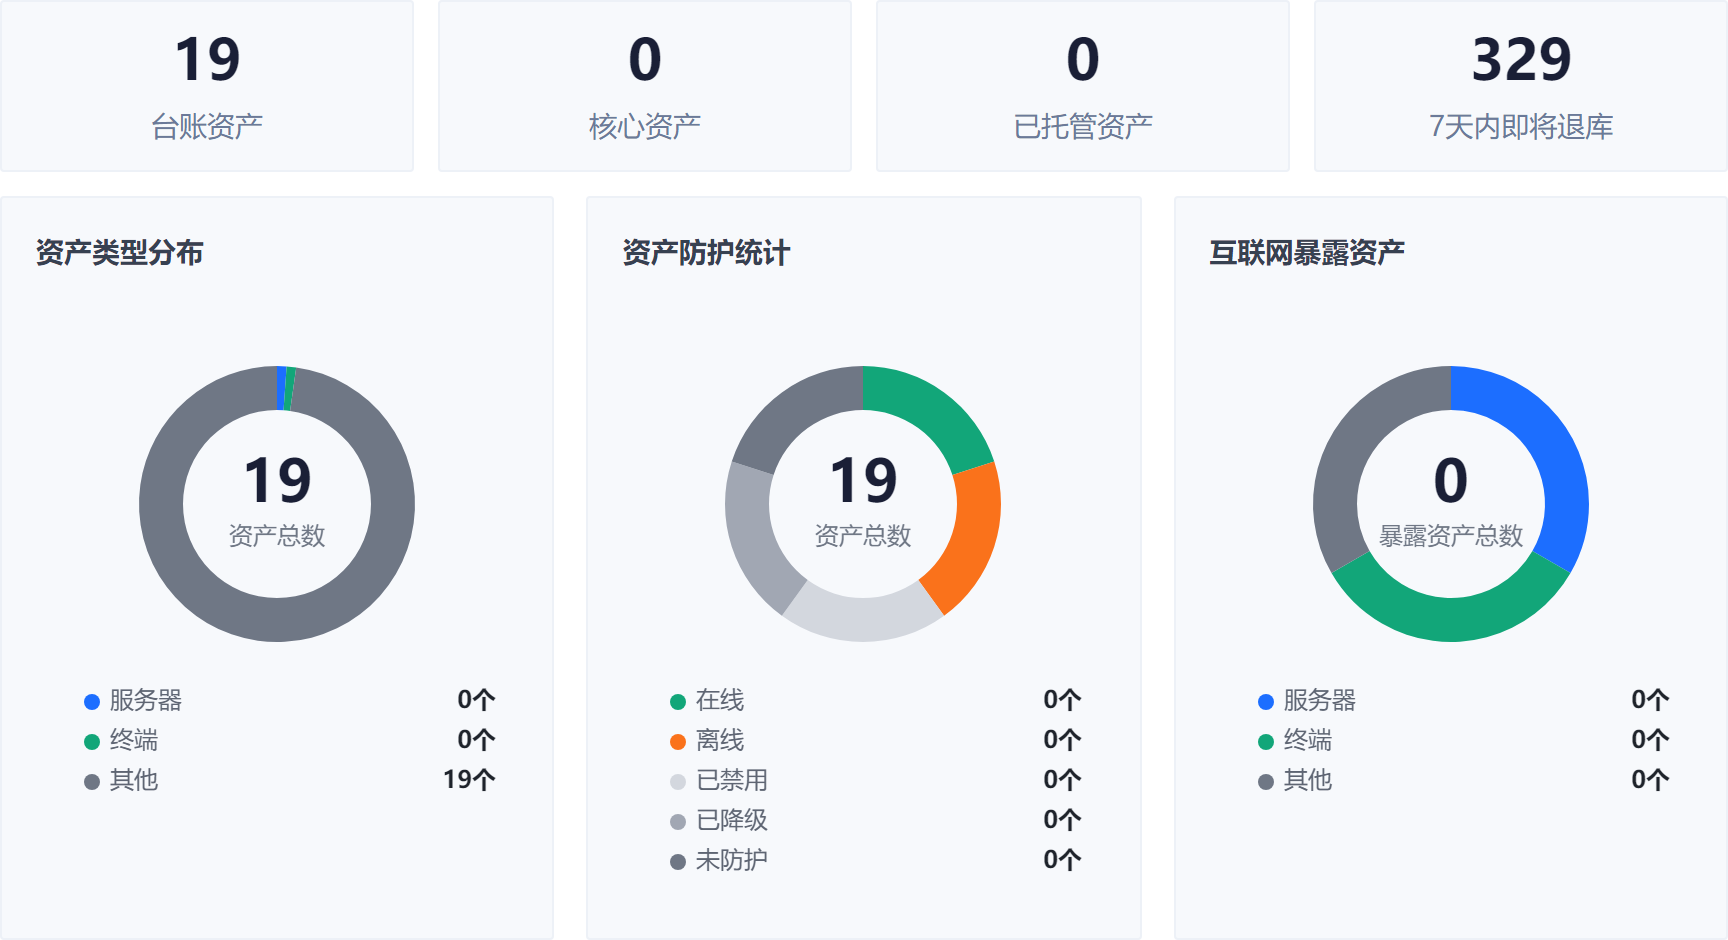 19
台账资产
0
核心资产
0
已托管资产
329
7天内即将退库
资产类型分布
19
资产总数
服务器 0个
终端 0个
其他 19个
资产防护统计
19
资产总数
在线 0个
离线 0个
已禁用 0个
已降级 0个
未防护 0个
互联网暴露资产
0
暴露资产总数
服务器 0个
终端 0个
其他 0个